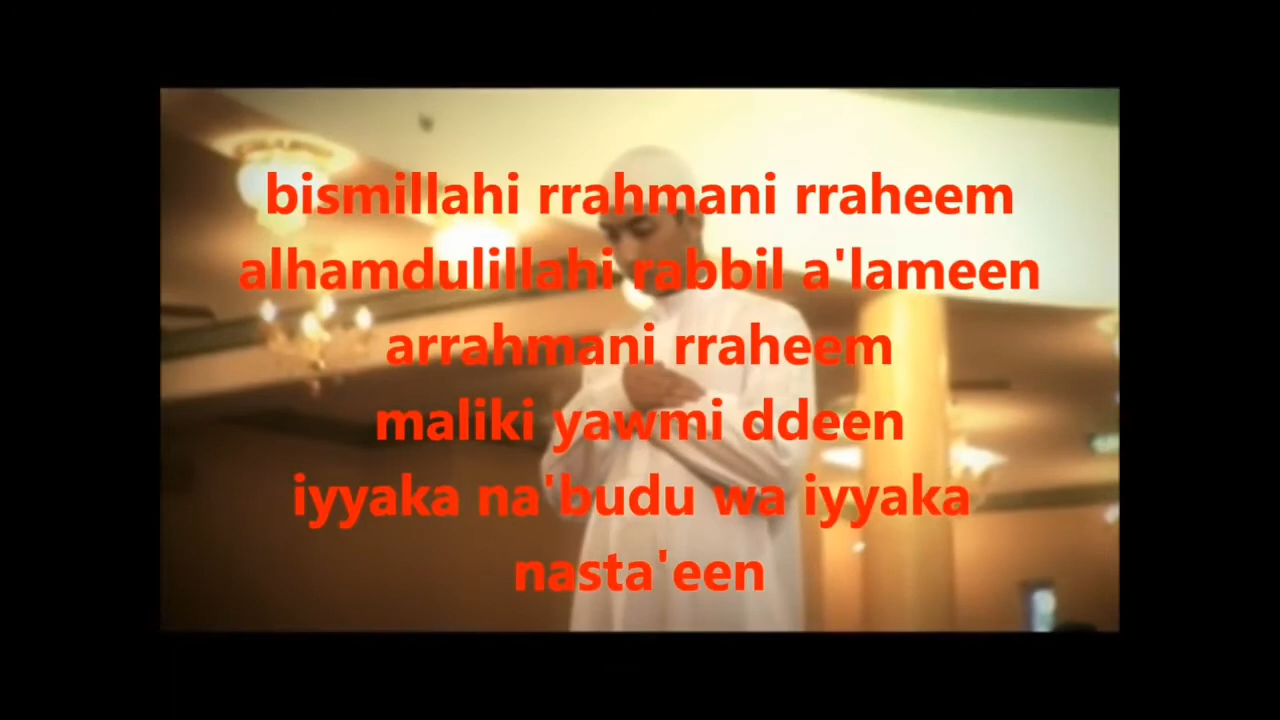 bismillahi rrahmani rraheem
alhamdulillahi rabbil a'lameen
arrahmani rraheem
maliki yawmi ddeen
iyyaka na'budu wa iyyaka
nasta'een